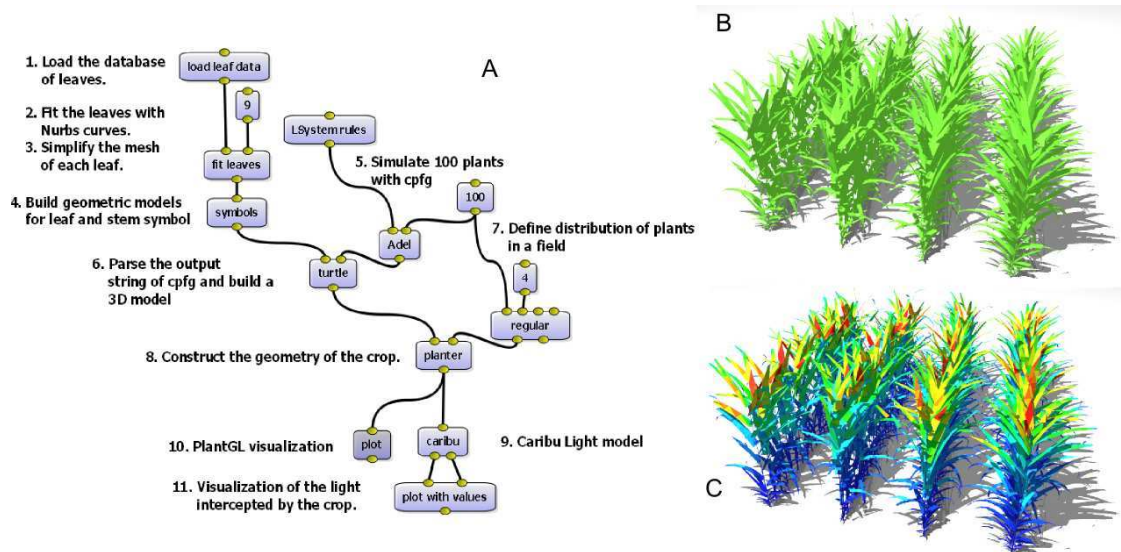 A
B
1. Load the database
of leaves.
load leaf data
2. Fit the leaves with
Nurbs curves.
9
3. Simplify the mesh
of each leaf.
fit leaves
LSystem rules
5. Simulate 100 plants
with cpfg
100
4. Build geometric models
for leaf and stem symbol
symbols
Adel
7. Define distribution of plants
in a field
6. Parse the output
string of cpfg and build a
3D model
turtle
4
regular
8. Construct the geometry of the crop.
planter
10. PlantGL visualization
plot
caribu
9. Caribu Light model
11. Visualization of the light
intercepted by the crop.
plot with values
C